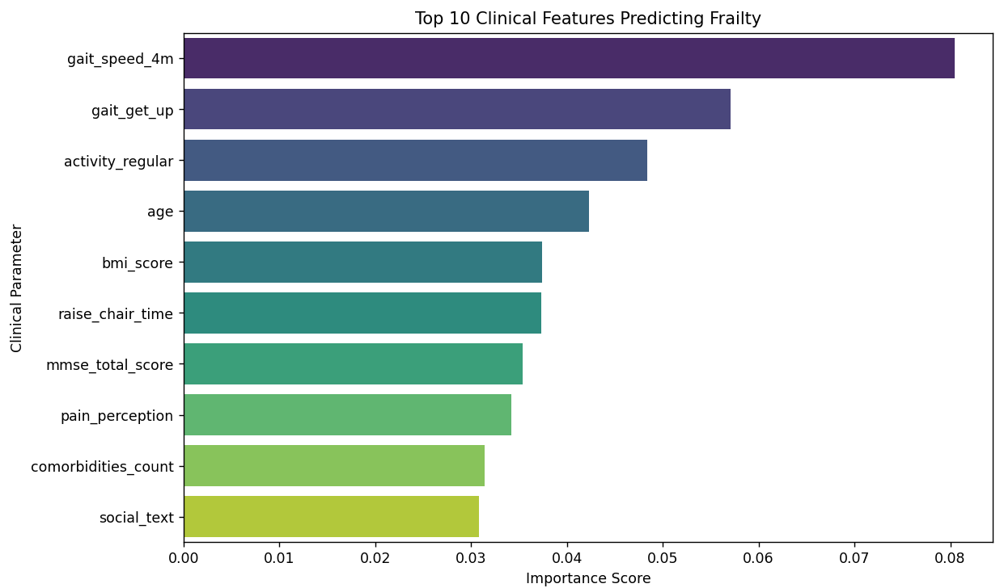 Top 10 Clinical Features Predicting Frailty
Clinical Parameter
gait_speed_4m
gait_get_up
activity_regular
age
bmi_score
raise_chair_time
mmse_total_score
pain_perception
comorbidities_count
social_text
0.00 0.01 0.02 0.03 0.04 0.05 0.06 0.07 0.08
Importance Score